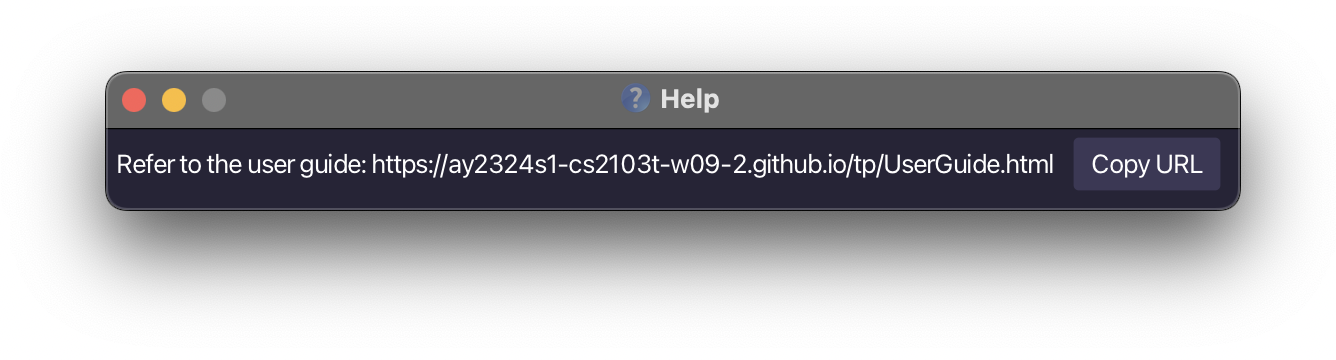 ? Help
Refer to the user guide: https://ay2324s1-cs2103t-w09-2.github.io/tp/UserGuide.html Copy URL